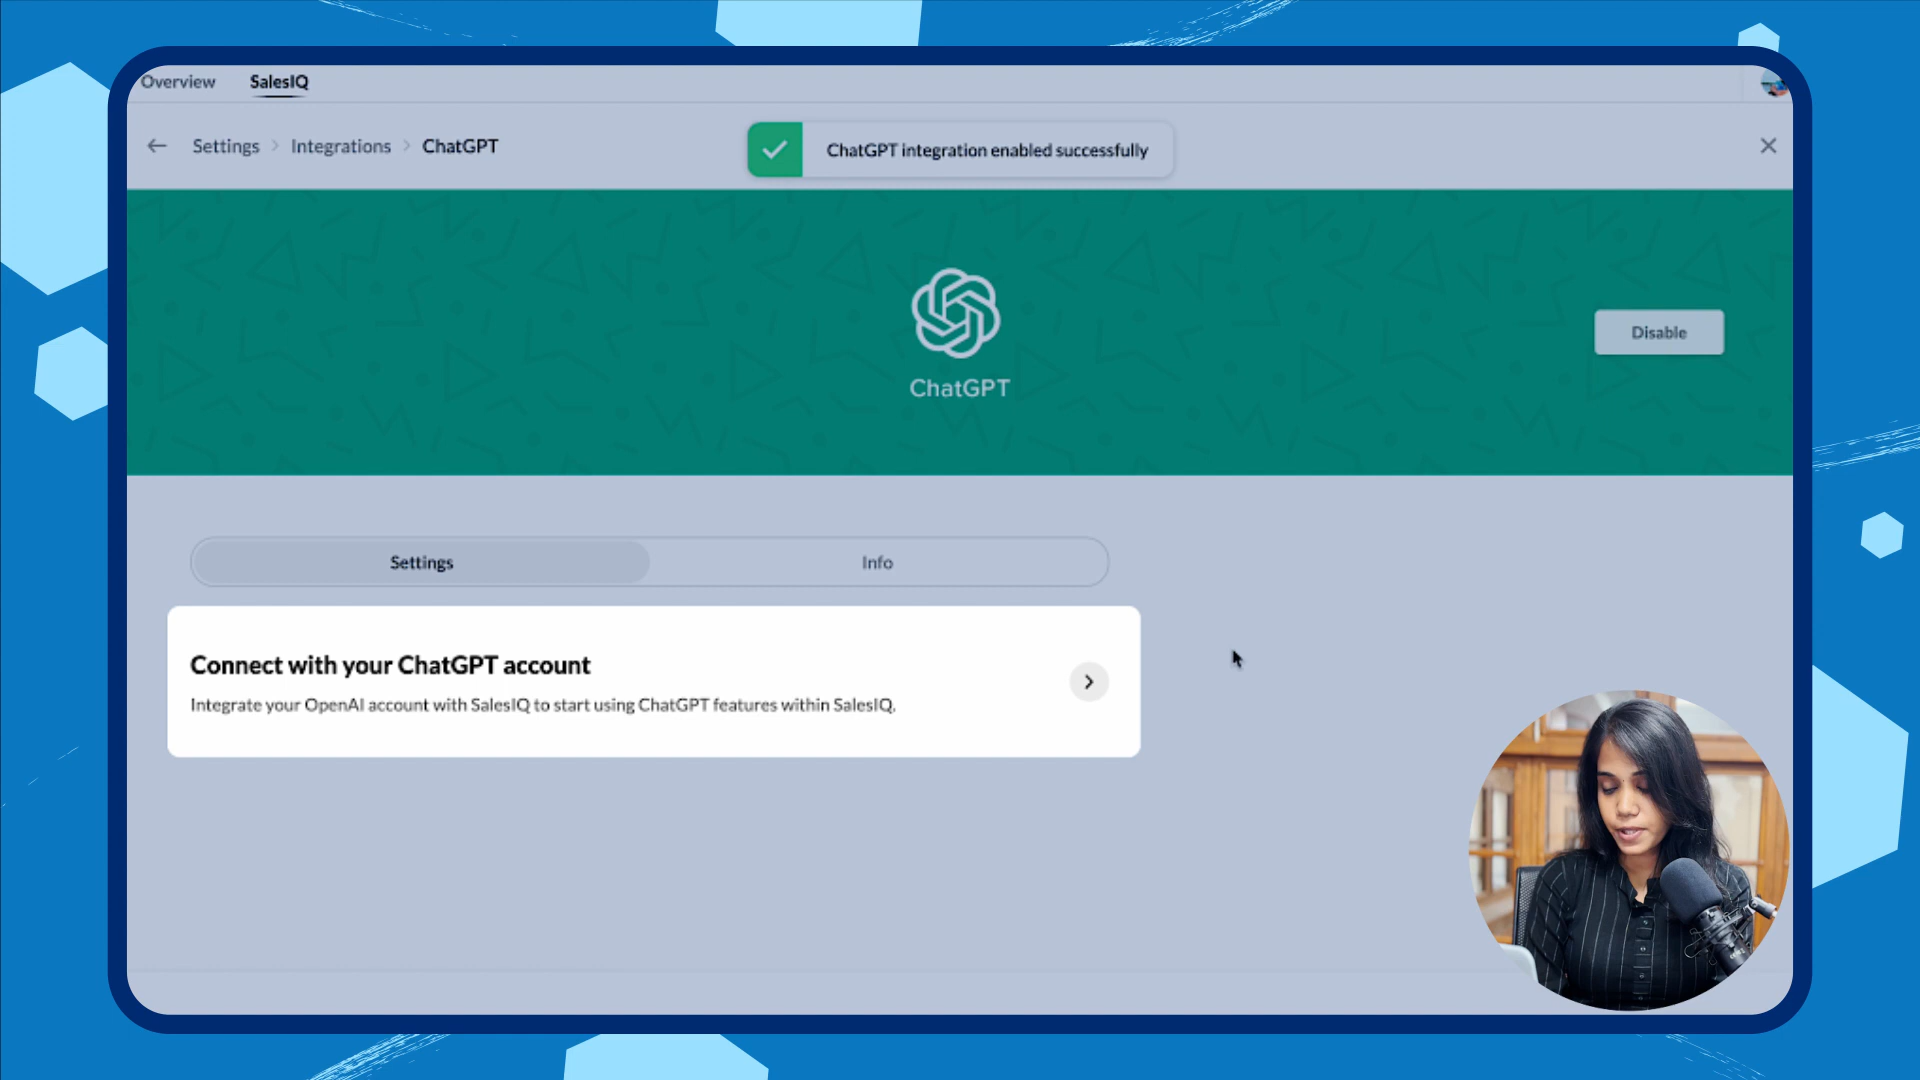 Overview SalesIQ
Settings > Integrations > ChatGPT
ChatGPT integration enabled successfully
ChatGPT
Disable
Settings
Info
Connect with your ChatGPT account
Integrate your OpenAI account with SalesIQ to start using ChatGPT features within SalesIQ.